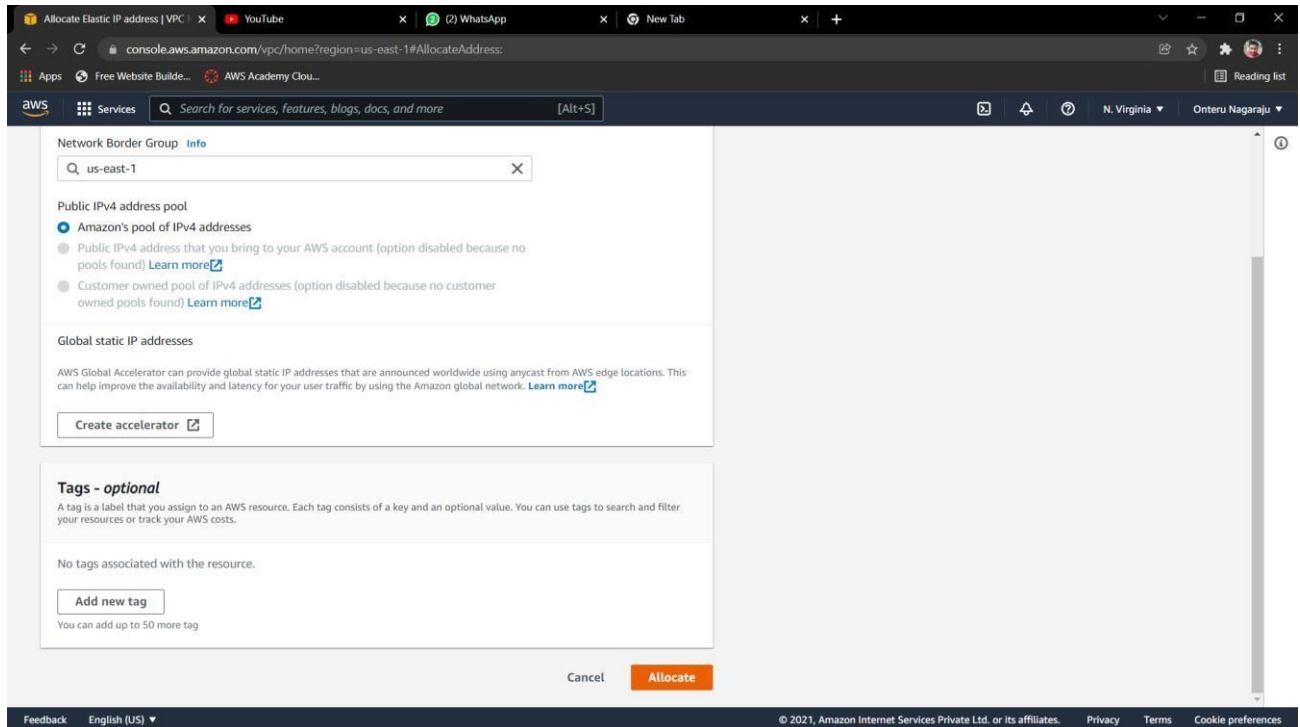 Allocate Elastic IP address | VPC
YouTube
(2) WhatsApp
New Tab
console.aws.amazon.com/vpc/home?region=us-east-1#AllocateAddress:
Apps
Free Website Builde...
AWS Academy Clou...
Reading list
aws
Services
Search for services, features, blogs, docs, and more
[Alt+S]
N. Virginia
Onteru Nagaraju
Network Border Group Info
us-east-1
Public IPv4 address pool
Amazon's pool of IPv4 addresses
Public IPv4 address that you bring to your AWS account (option disabled because no
pools found) Learn more
Customer owned pool of IPv4 addresses (option disabled because no customer
owned pools found) Learn more
Global static IP addresses
AWS Global Accelerator can provide global static IP addresses that are announced worldwide using anycast from AWS edge locations. This
can help improve the availability and latency for your user traffic by using the Amazon global network. Learn more
Create accelerator
Tags - optional
A tag is a label that you assign to an AWS resource. Each tag consists of a key and an optional value. You can use tags to search and filter
your resources or track your AWS costs.
No tags associated with the resource.
Add new tag
You can add up to 50 more tag
Cancel
Allocate
Feedback
English (US)
© 2021, Amazon Internet Services Private Ltd. or its affiliates.
Privacy
Terms
Cookie preferences